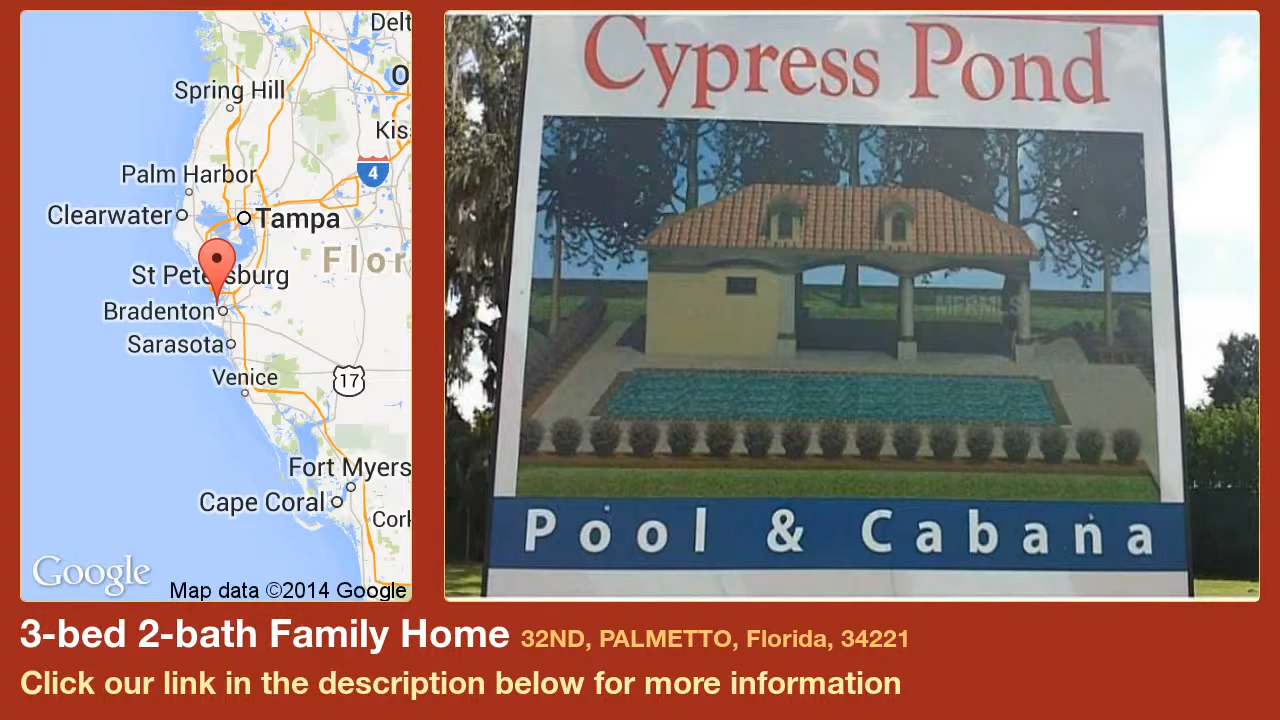 Delt
O
Spring Hill
Kis
4
Palm Harbor
Clearwater
Tampa
Flor
St Petersburg
Bradenton
Sarasota
Venice
17
Fort Myers
Cape Coral
Cork
Google
Map data ©2014 Google
Cypress Pond
MFRMLS
Pool & Cabana
3-bed 2-bath Family Home 32ND, PALMETTO, Florida, 34221
Click our link in the description below for more information